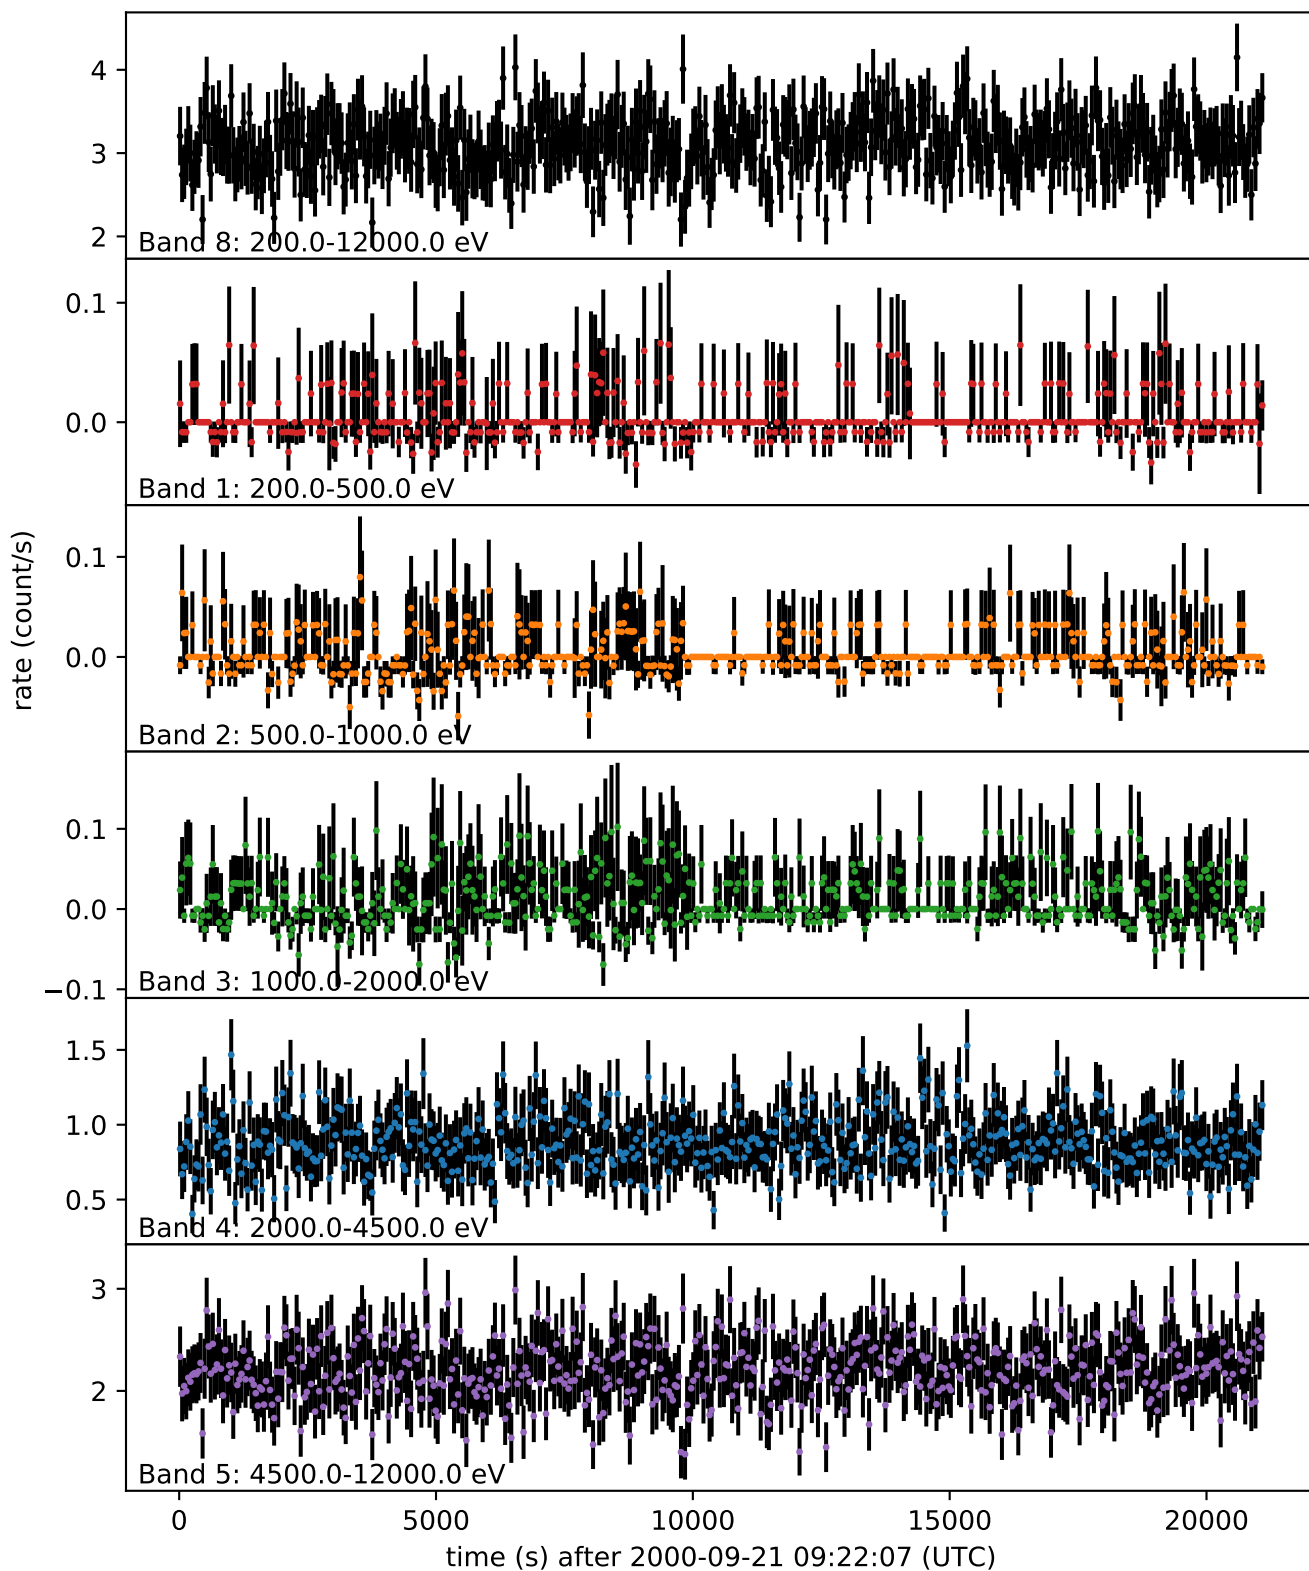 4
3
2
Band 8: 200.0-12000.0 eV
0.1
0.0
Band 1: 200.0-500.0 eV
0.1
0.0
Band 2: 500.0-1000.0 eV
rate (count/s)
0.1
0.0
−0.1
Band 3: 1000.0-2000.0 eV
1.5
1.0
0.5
Band 4: 2000.0-4500.0 eV
3
2
Band 5: 4500.0-12000.0 eV
0 5000 10000 15000 20000
time (s) after 2000-09-21 09:22:07 (UTC)